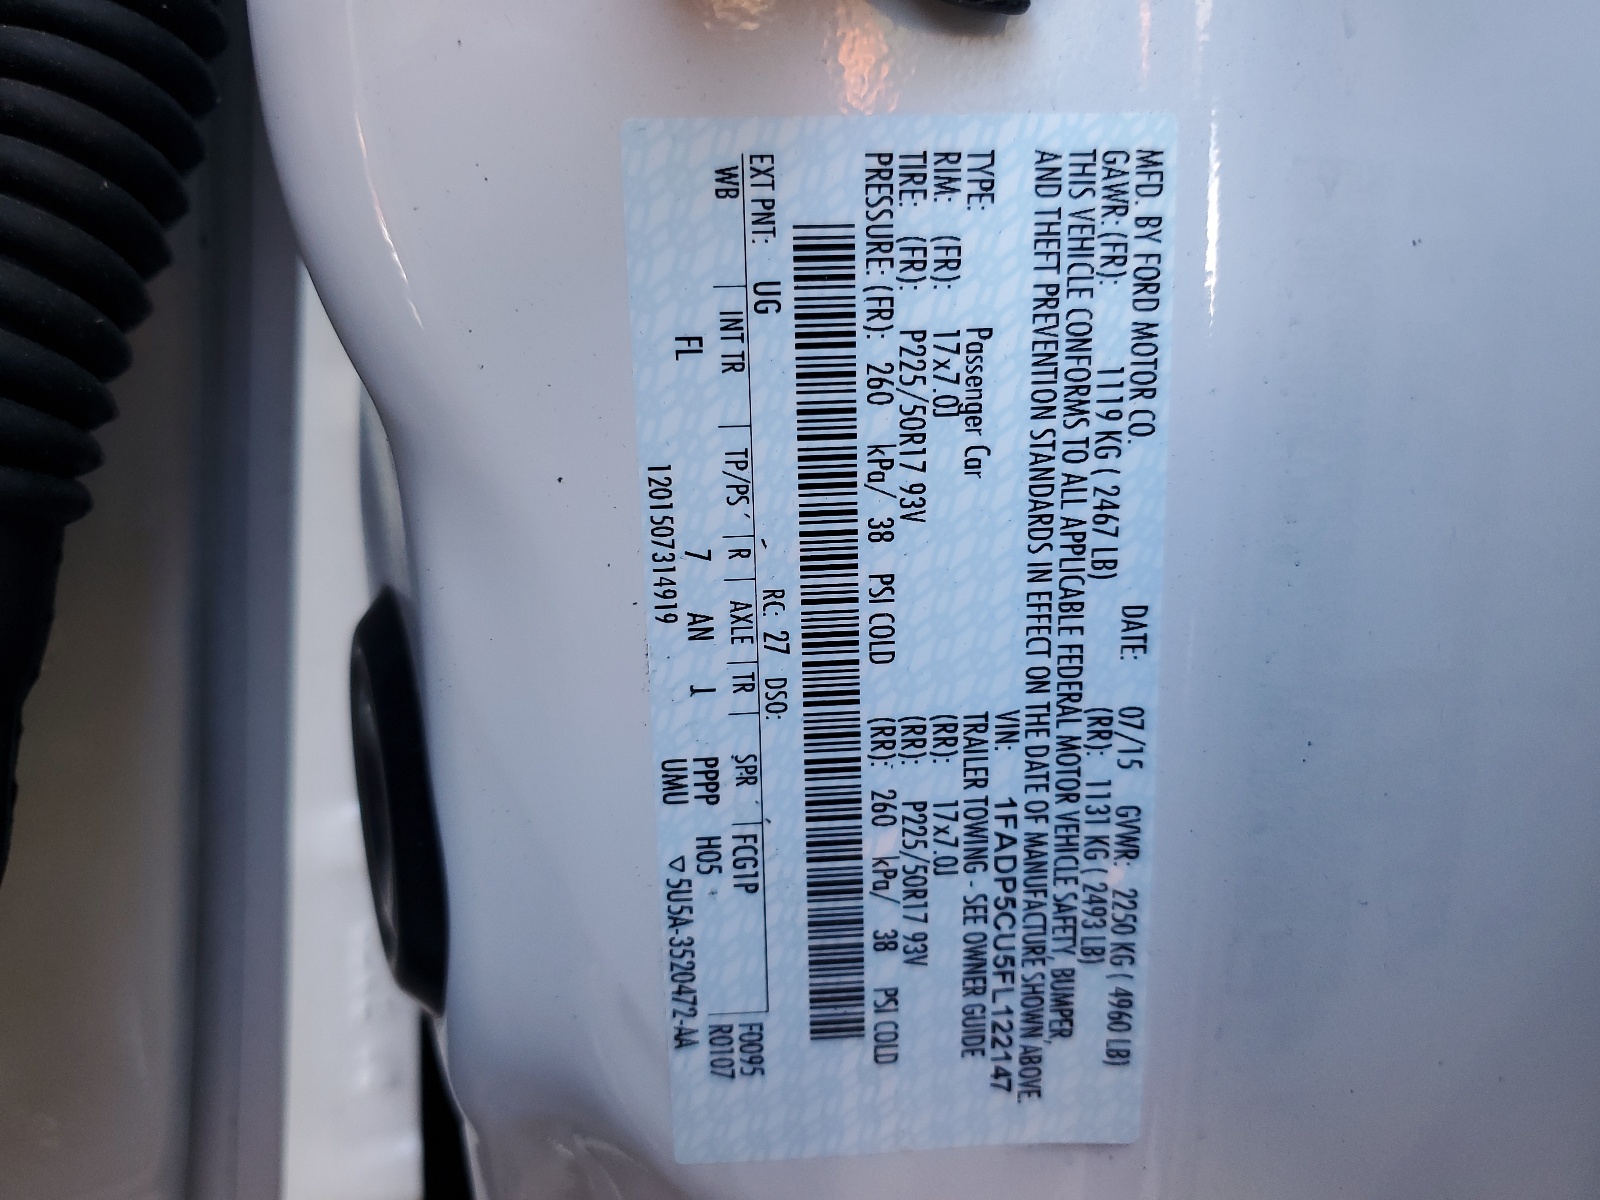 MFD. BY FORD MOTOR CO. DATE: 07/15 GVWR: 2250 KG ( 4960 LB)
GAWR: (FR): 1119 KG ( 2467 LB) (RR): 1131 KG ( 2493 LB)
THIS VEHICLE CONFORMS TO ALL APPLICABLE FEDERAL MOTOR VEHICLE SAFETY, BUMPER,
AND THEFT PREVENTION STANDARDS IN EFFECT ON THE DATE OF MANUFACTURE SHOWN ABOVE.
VIN: 1FADP5CU5FL122147
TYPE: Passenger Car TRAILER TOWING - SEE OWNER GUIDE
RIM: (FR): 17x7.0J (RR): 17x7.0J
TIRE: (FR): P225/50R17 93V (RR): P225/50R17 93V
PRESSURE: (FR): 260 kPa/ 38 PSI COLD (RR): 260 kPa/ 38 PSI COLD
EXT PNT: UG RC: 27 DSO: F0095
WB INT TR TP/PS R AXLE TR SPR FCG1P R0107
FL 7 AN 1 PPPP H05
1201507314919 UMU ▽5U5A-3520472-AA